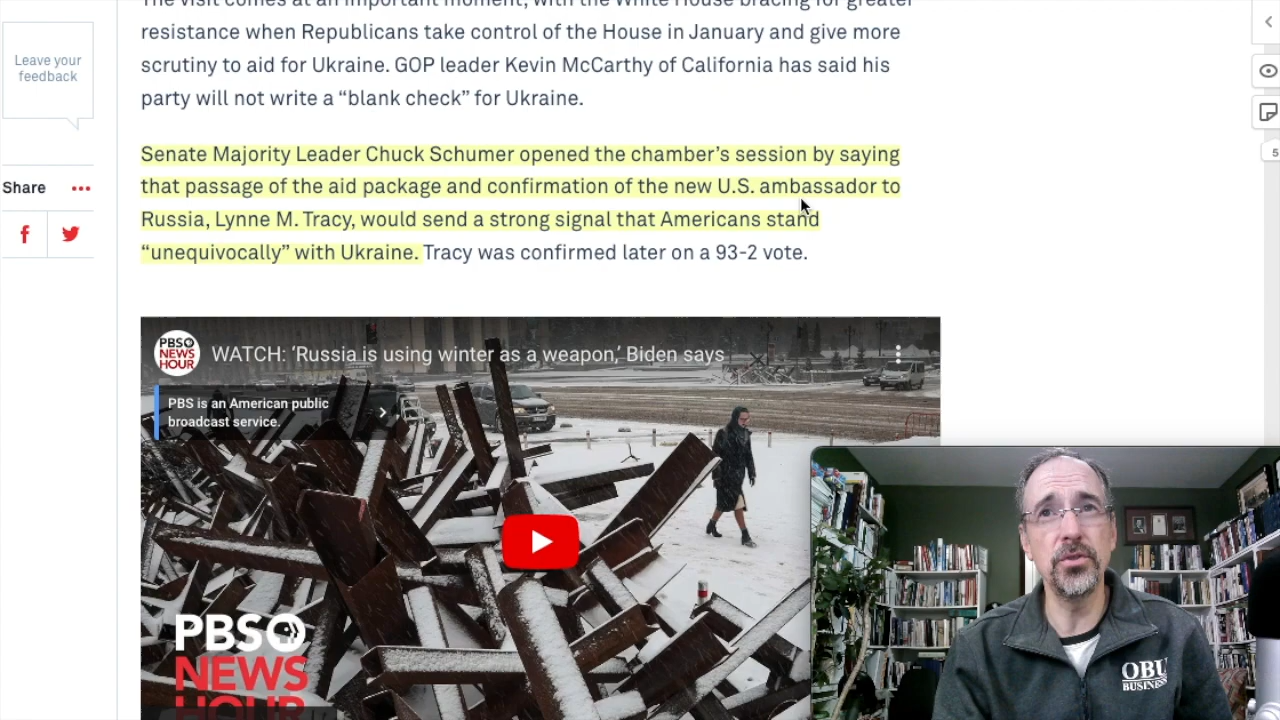 The visit comes at an important moment, with the White House bracing for greater
resistance when Republicans take control of the House in January and give more
scrutiny to aid for Ukraine. GOP leader Kevin McCarthy of California has said his
party will not write a “blank check” for Ukraine.
Senate Majority Leader Chuck Schumer opened the chamber’s session by saying
that passage of the aid package and confirmation of the new U.S. ambassador to
Russia, Lynne M. Tracy, would send a strong signal that Americans stand
“unequivocally” with Ukraine. Tracy was confirmed later on a 93-2 vote.
Leave your
feedback
Share
5
PBS
NEWS
HOUR
WATCH: ‘Russia is using winter as a weapon,’ Biden says
PBS is an American public
broadcast service.
PBS
NEWS
HOUR
OBU
BUSINESS